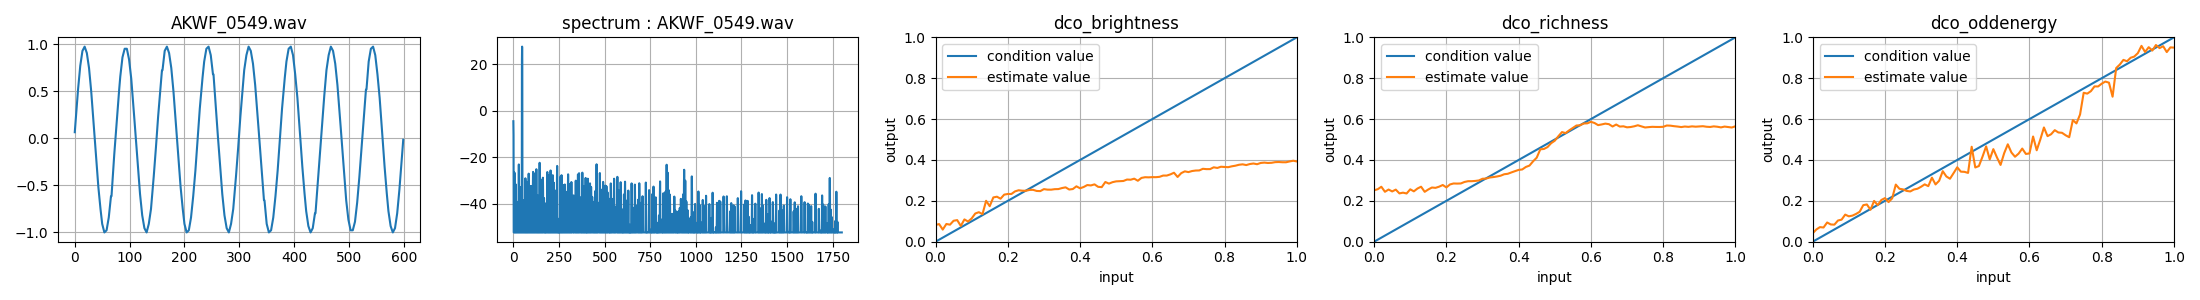 AKWF_0549.wav
1.0
0.5
0.0
−0.5
−1.0
0 100 200 300 400 500 600
spectrum : AKWF_0549.wav
20
0
−20
−40
0 250 500 750 1000 1250 1500 1750
dco_brightness
condition value
estimate value
output
1.0
0.8
0.6
0.4
0.2
0.0
0.0 0.2 0.4 0.6 0.8 1.0
input
dco_richness
condition value
estimate value
output
1.0
0.8
0.6
0.4
0.2
0.0
0.0 0.2 0.4 0.6 0.8 1.0
input
dco_oddenergy
condition value
estimate value
output
1.0
0.8
0.6
0.4
0.2
0.0
0.0 0.2 0.4 0.6 0.8 1.0
input